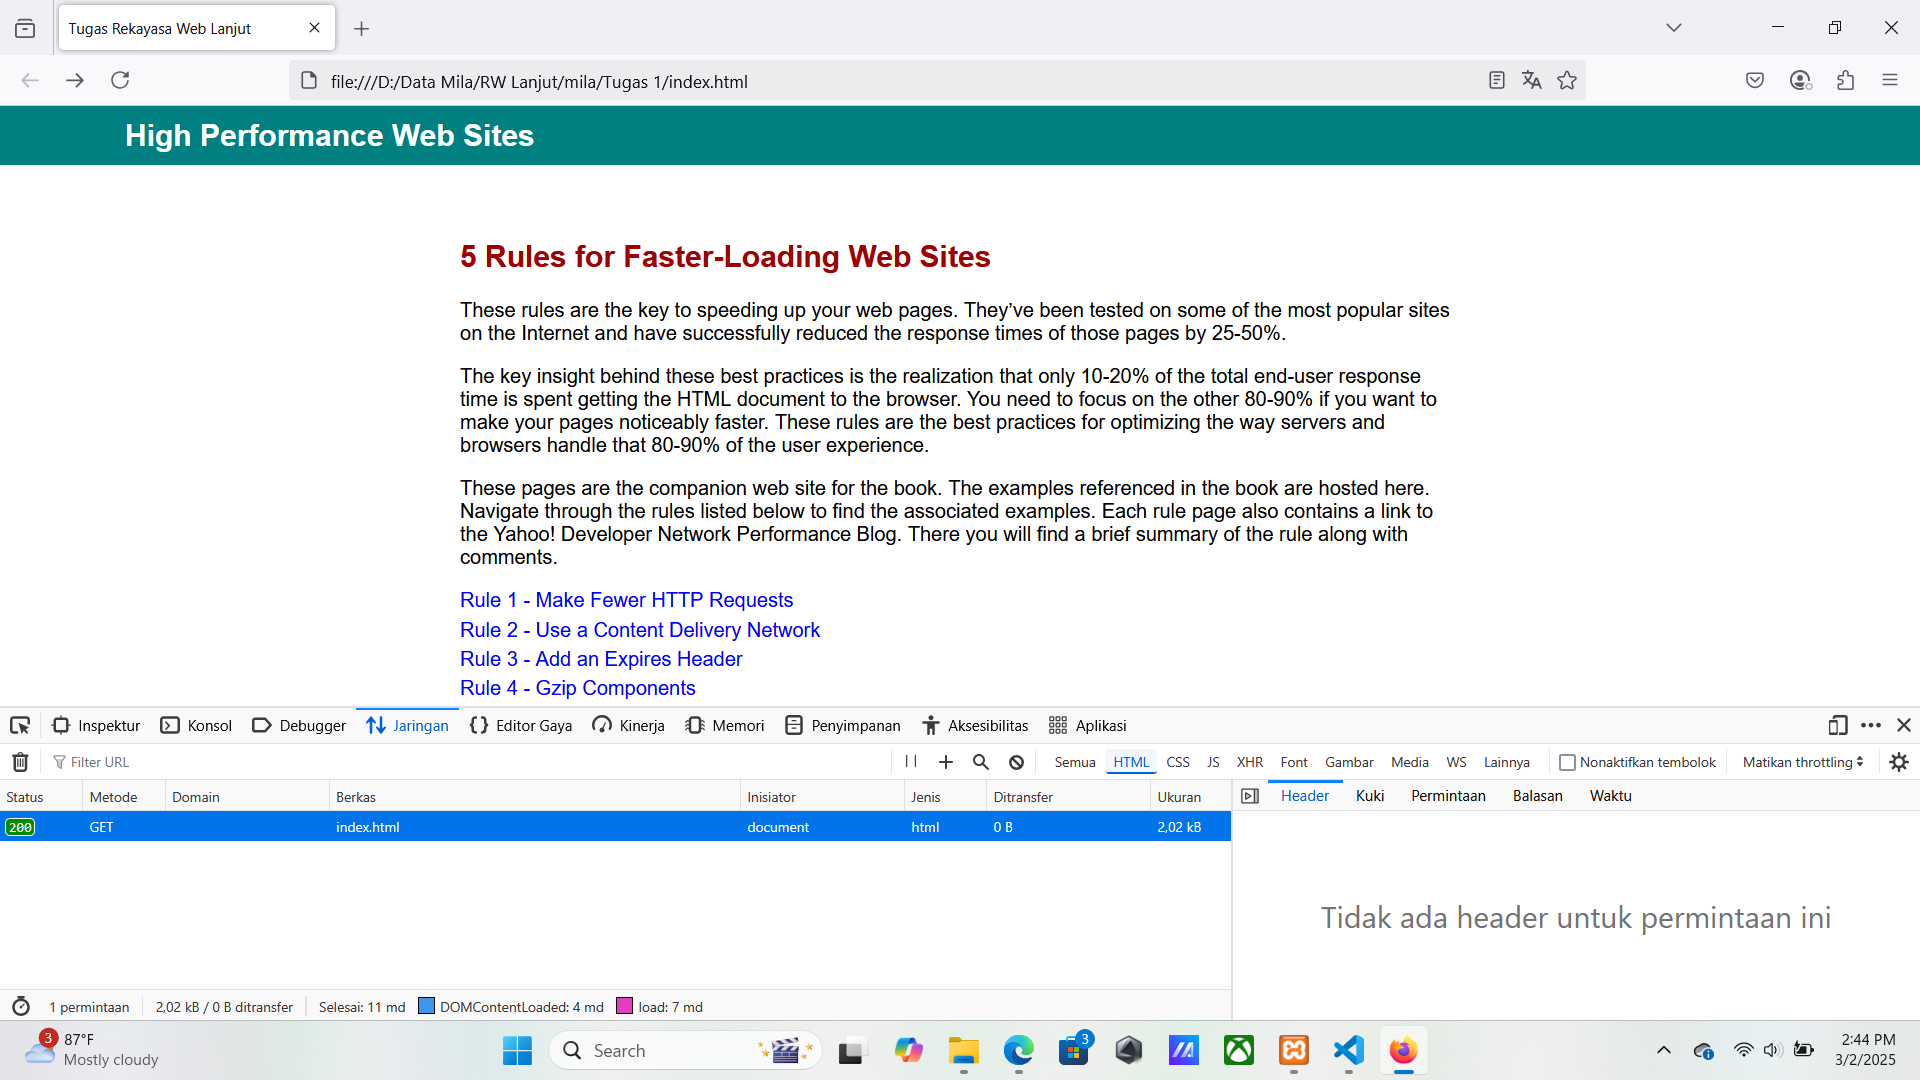 Tugas Rekayasa Web Lanjut
file:///D:/Data Mila/RW Lanjut/mila/Tugas 1/index.html
High Performance Web Sites
5 Rules for Faster-Loading Web Sites
These rules are the key to speeding up your web pages. They’ve been tested on some of the most popular sites
on the Internet and have successfully reduced the response times of those pages by 25-50%.
The key insight behind these best practices is the realization that only 10-20% of the total end-user response
time is spent getting the HTML document to the browser. You need to focus on the other 80-90% if you want to
make your pages noticeably faster. These rules are the best practices for optimizing the way servers and
browsers handle that 80-90% of the user experience.
These pages are the companion web site for the book. The examples referenced in the book are hosted here.
Navigate through the rules listed below to find the associated examples. Each rule page also contains a link to
the Yahoo! Developer Network Performance Blog. There you will find a brief summary of the rule along with
comments.
Rule 1 - Make Fewer HTTP Requests
Rule 2 - Use a Content Delivery Network
Rule 3 - Add an Expires Header
Rule 4 - Gzip Components
Inspektur Konsol Debugger Jaringan Editor Gaya Kinerja Memori Penyimpanan Aksesibilitas Aplikasi
Filter URL Semua HTML CSS JS XHR Font Gambar Media WS Lainnya Nonaktifkan tembolok Matikan throttling
Status Metode Domain Berkas Inisiator Jenis Ditransfer Ukuran Header Kuki Permintaan Balasan Waktu
200 GET index.html document html 0 B 2,02 kB
Tidak ada header untuk permintaan ini
1 permintaan 2,02 kB / 0 B ditransfer Selesai: 11 md DOMContentLoaded: 4 md load: 7 md
3 87°F Mostly cloudy Search 3 2:44 PM
3/2/2025